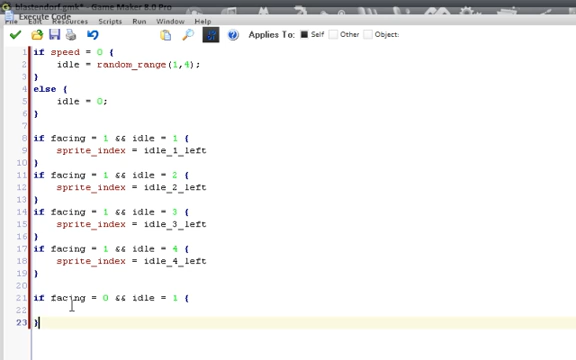 blastendorf.gmk* - Game Maker 8.0 Pro
File Edit Resources Scripts Run Window Help
Execute Code
Applies To: Self Other Object:
1 if speed = 0 {
2 idle = random_range(1,4);
3 }
4 else {
5 idle = 0;
6 }
7
8 if facing = 1 && idle = 1 {
9 sprite_index = idle_1_left
10 }
11 if facing = 1 && idle = 2 {
12 sprite_index = idle_2_left
13 }
14 if facing = 1 && idle = 3 {
15 sprite_index = idle_3_left
16 }
17 if facing = 1 && idle = 4 {
18 sprite_index = idle_4_left
19 }
20
21 if facing = 0 && idle = 1 {
22
23 }